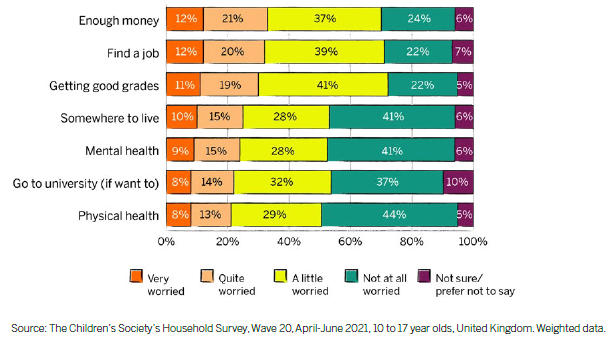 Enough money 12% 21% 37% 24% 6%
Find a job 12% 20% 39% 22% 7%
Getting good grades 11% 19% 41% 22% 5%
Somewhere to live 10% 15% 28% 41% 6%
Mental health 9% 15% 28% 41% 6%
Go to university (if want to) 8% 14% 32% 37% 10%
Physical health 8% 13% 29% 44% 5%
0% 20% 40% 60% 80% 100%
Very worried
Quite worried
A little worried
Not at all worried
Not sure/ prefer not to say
Source: The Children's Society's Household Survey, Wave 20, April-June 2021, 10 to 17 year olds, United Kingdom. Weighted data.